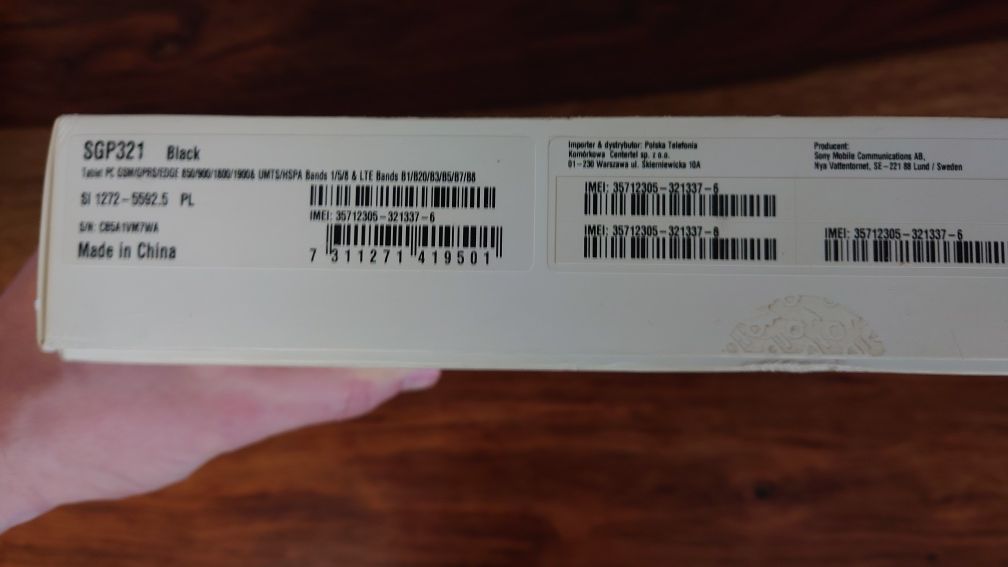 SGP321 Black
Tablet PC GSM/GPRS/EDGE 850/900/1800/1900& UMTS/HSPA Bands 1/5/8 & LTE Bands B1/B20/B3/B5/B7/B8
SI 1272-5592.5 PL
S/N: CB5A1VM7WA
Made in China
IMEI: 35712305-321337-6
7 311271 419501
Importer & dystrybutor: Polska Telefonia
Komórkowa Centertel sp. z o.o.
01-230 Warszawa ul. Skierniewicka 10A
IMEI: 35712305-321337-6
IMEI: 35712305-321337-6
Producent:
Sony Mobile Communications AB,
Nya Vattentornet, SE-221 88 Lund / Sweden
IMEI: 35712305-321337-6